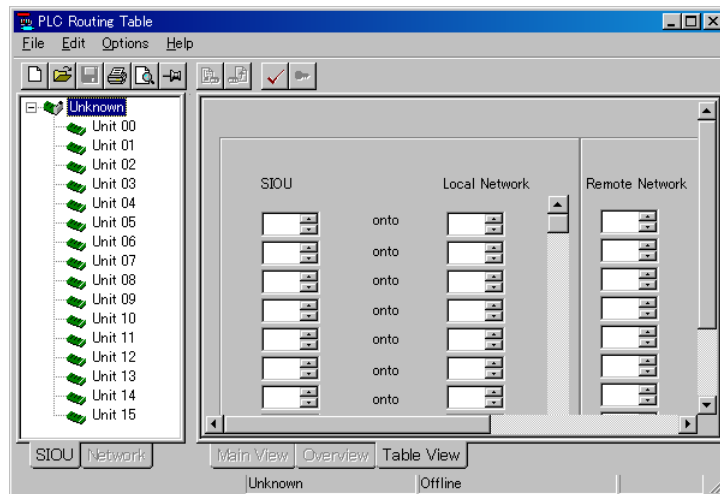 PLC Routing Table
File Edit Options Help
Unknown
Unit 00
Unit 01
Unit 02
Unit 03
Unit 04
Unit 05
Unit 06
Unit 07
Unit 08
Unit 09
Unit 10
Unit 11
Unit 12
Unit 13
Unit 14
Unit 15
SIOU Network
SIOU Local Network Remote Network
onto
onto
onto
onto
onto
onto
onto
Main View Overview Table View
Unknown Offline